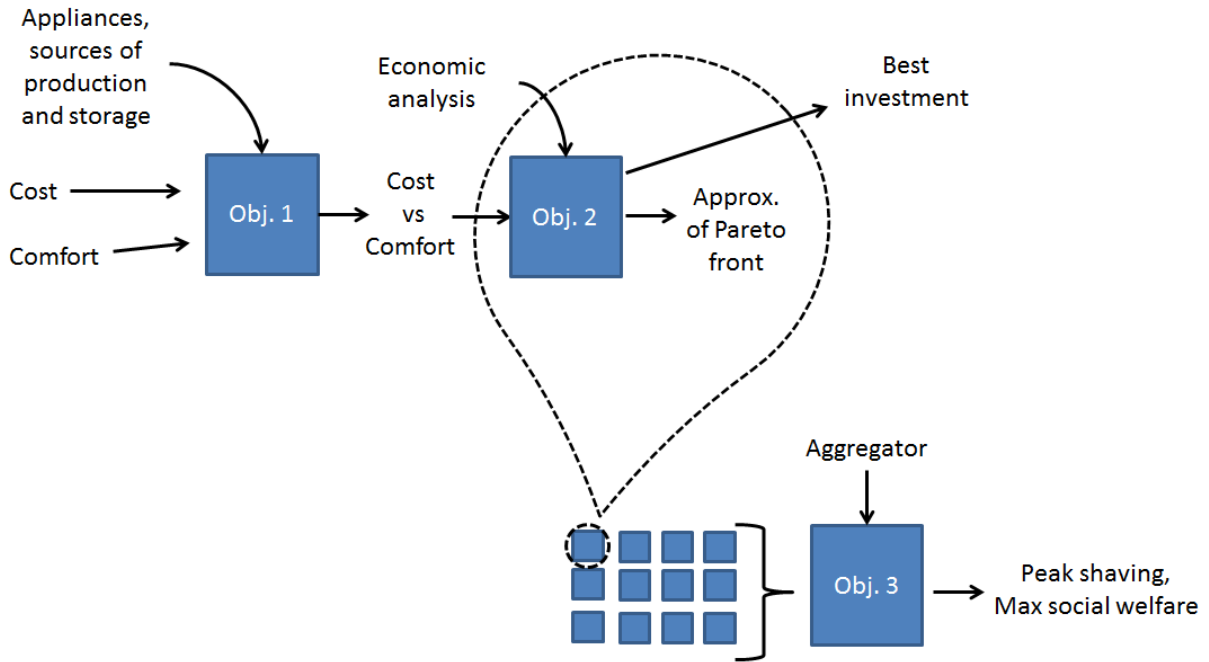 Appliances,
sources of
production
and storage
Cost
Comfort
Obj. 1
Cost
vs
Comfort
Economic
analysis
Obj. 2
Best
investment
Approx.
of Pareto
front
Aggregator
Obj. 3
Peak shaving,
Max social welfare